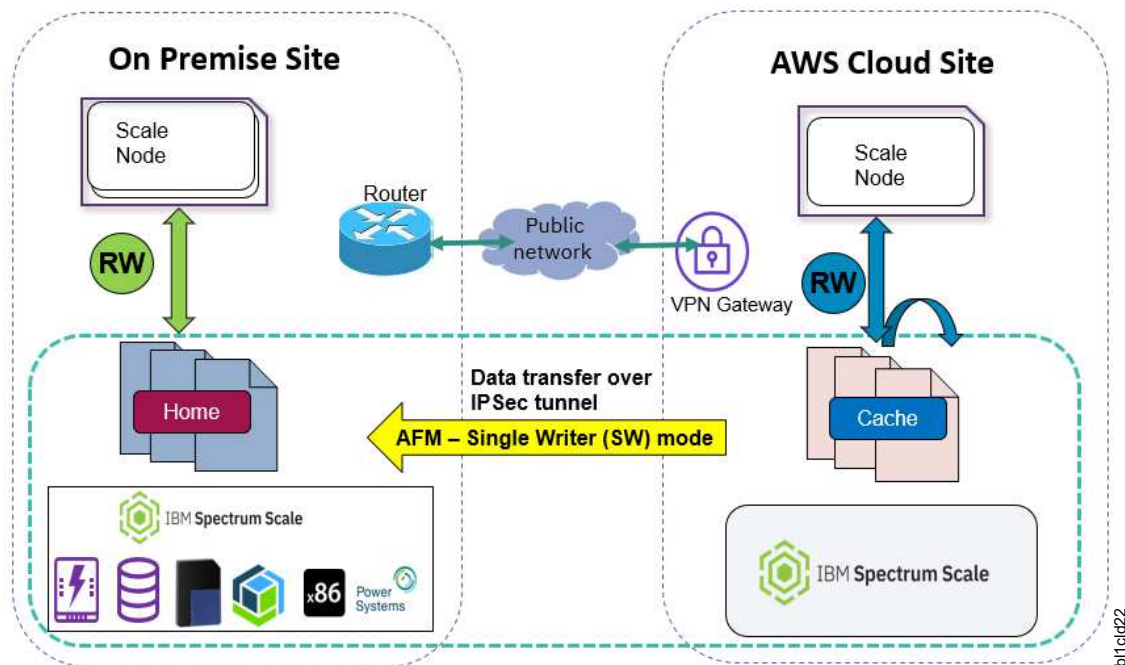 On Premise Site
AWS Cloud Site
Scale
Node
Scale
Node
Router
Public
network
VPN Gateway
RW
RW
Data transfer over
IPSec tunnel
AFM – Single Writer (SW) mode
Home
Cache
IBM Spectrum Scale
x86
Power
Systems
IBM Spectrum Scale
bl1cld22